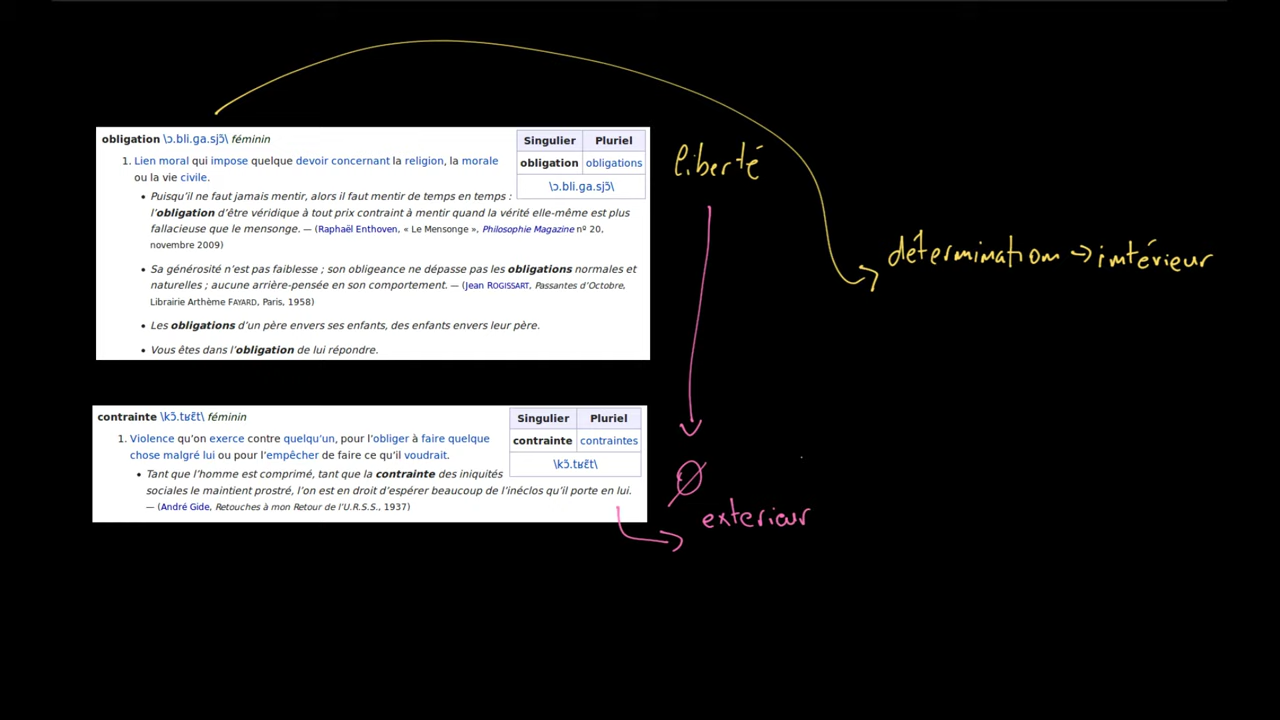 obligation \ɔ.bli.ga.sjɔ̃\ féminin
Singulier Pluriel
obligation obligations
\ɔ.bli.ga.sjɔ̃\
1. Lien moral qui impose quelque devoir concernant la religion, la morale
ou la vie civile.
• Puisqu’il ne faut jamais mentir, alors il faut mentir de temps en temps :
l’obligation d’être véridique à tout prix contraint à mentir quand la vérité elle-même est plus
fallacieuse que le mensonge. — (Raphaël Enthoven, « Le Mensonge », Philosophie Magazine nº 20,
novembre 2009)
• Sa générosité n’est pas faiblesse ; son obligeance ne dépasse pas les obligations normales et
naturelles ; aucune arrière-pensée en son comportement. — (Jean ROGISSART, Passantes d’Octobre,
Librairie Arthème FAYARD, Paris, 1958)
• Les obligations d’un père envers ses enfants, des enfants envers leur père.
• Vous êtes dans l’obligation de lui répondre.
liberté
détermination → intérieur
contrainte \kɔ̃.tʁɛ̃t\ féminin
Singulier Pluriel
contrainte contraintes
\kɔ̃.tʁɛ̃t\
1. Violence qu’on exerce contre quelqu’un, pour l’obliger à faire quelque
chose malgré lui ou pour l’empêcher de faire ce qu’il voudrait.
• Tant que l’homme est comprimé, tant que la contrainte des iniquités
sociales le maintient prostré, l’on est en droit d’espérer beaucoup de l’inéclos qu’il porte en lui.
— (André Gide, Retouches à mon Retour de l’U.R.S.S., 1937)
Ø
exterieur